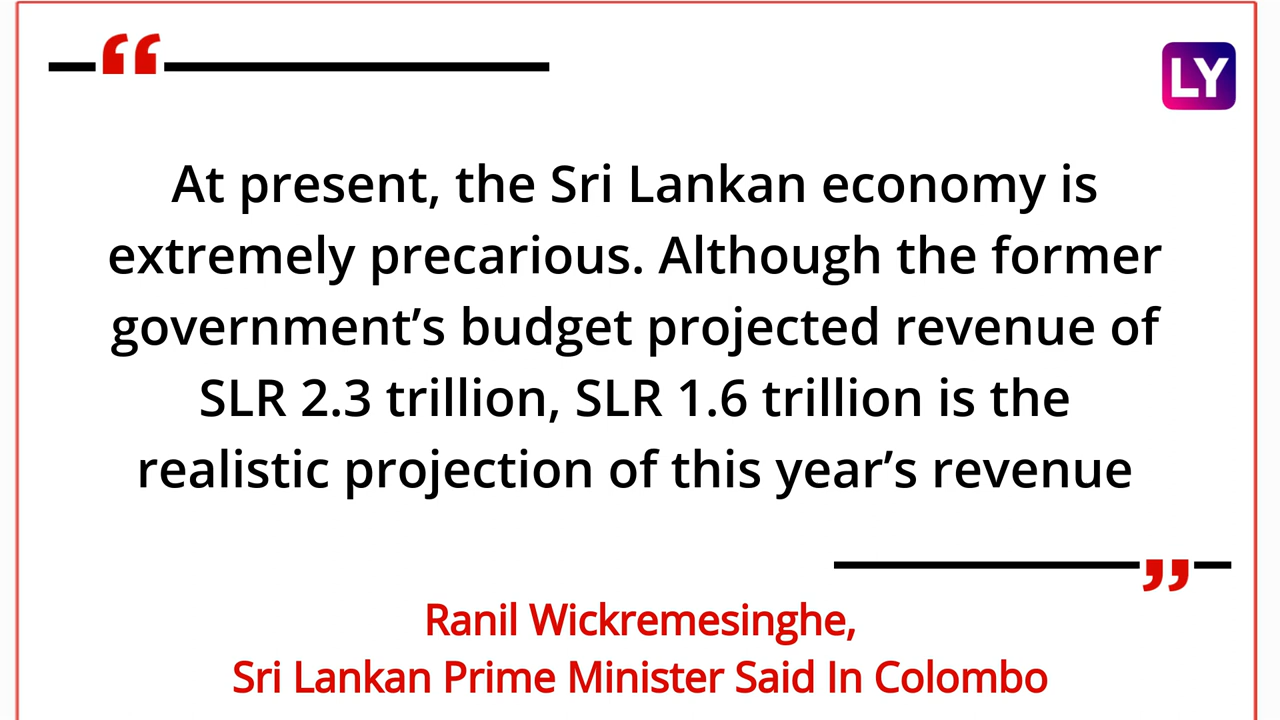 “
LY
At present, the Sri Lankan economy is
extremely precarious. Although the former
government’s budget projected revenue of
SLR 2.3 trillion, SLR 1.6 trillion is the
realistic projection of this year’s revenue
”
Ranil Wickremesinghe,
Sri Lankan Prime Minister Said In Colombo